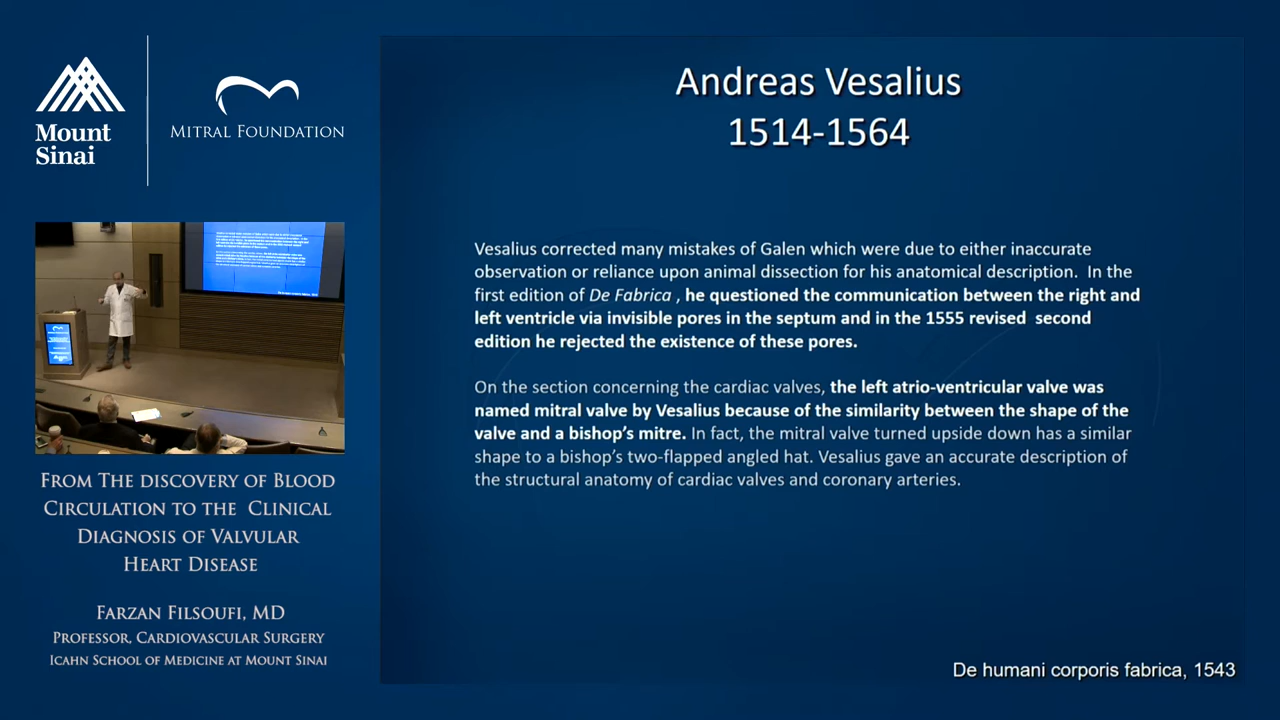 Mount
Sinai
MITRAL FOUNDATION
FROM THE DISCOVERY OF BLOOD
CIRCULATION TO THE CLINICAL
DIAGNOSIS OF VALVULAR
HEART DISEASE
FARZAN FILSOUFI, MD
PROFESSOR, CARDIOVASCULAR SURGERY
ICAHN SCHOOL OF MEDICINE AT MOUNT SINAI
Andreas Vesalius
1514-1564
Vesalius corrected many mistakes of Galen which were due to either inaccurate
observation or reliance upon animal dissection for his anatomical description. In the
first edition of De Fabrica , he questioned the communication between the right and
left ventricle via invisible pores in the septum and in the 1555 revised second
edition he rejected the existence of these pores.
On the section concerning the cardiac valves, the left atrio-ventricular valve was
named mitral valve by Vesalius because of the similarity between the shape of the
valve and a bishop's mitre. In fact, the mitral valve turned upside down has a similar
shape to a bishop's two-flapped angled hat. Vesalius gave an accurate description of
the structural anatomy of cardiac valves and coronary arteries.
De humani corporis fabrica, 1543